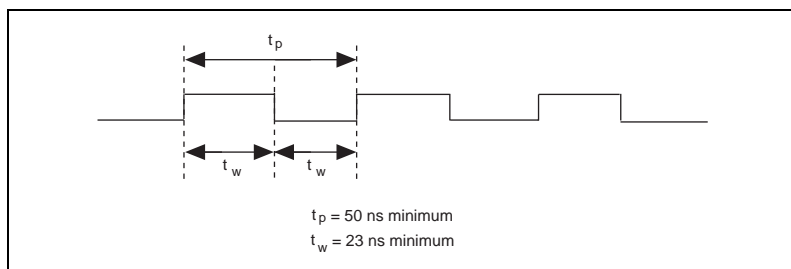 t p
t w
t w
t p = 50 ns minimum
t w = 23 ns minimum